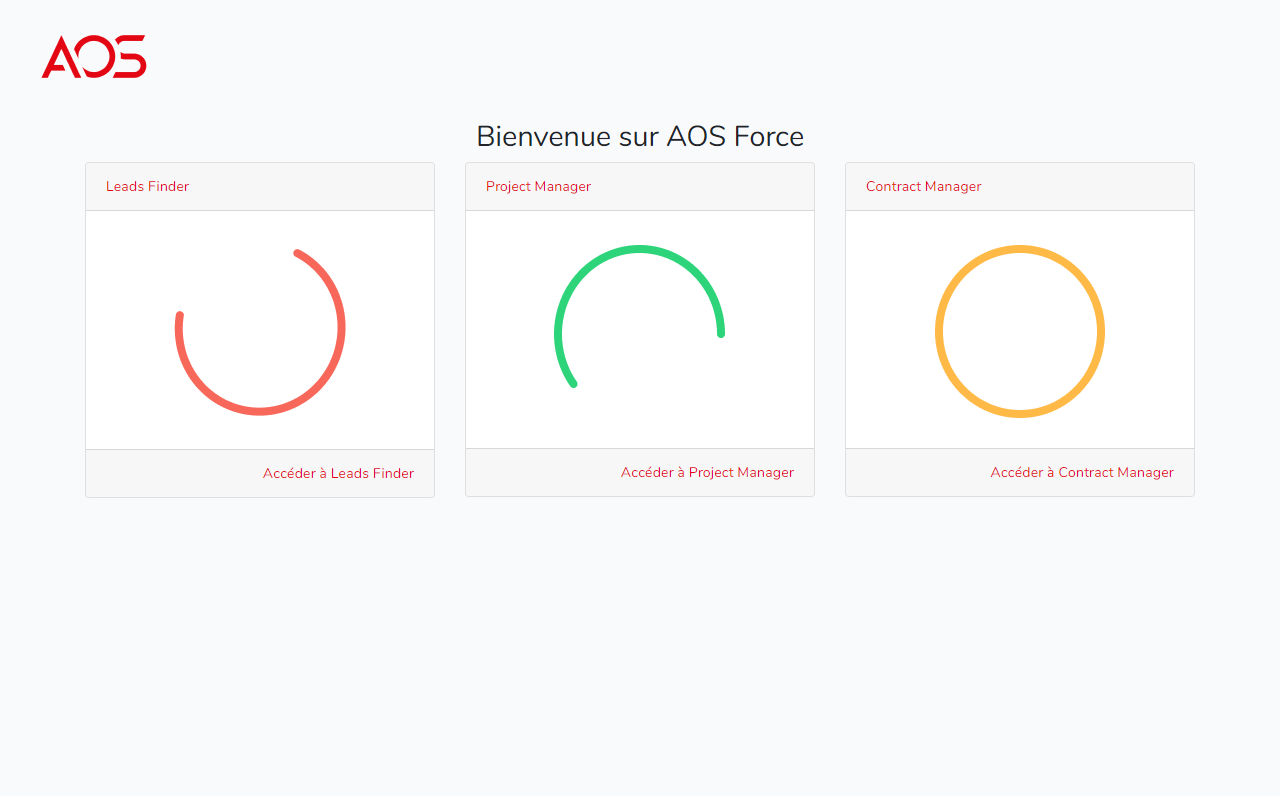 AOS
Bienvenue sur AOS Force
Leads Finder
Project Manager
Contract Manager
Accéder à Leads Finder
Accéder à Project Manager
Accéder à Contract Manager